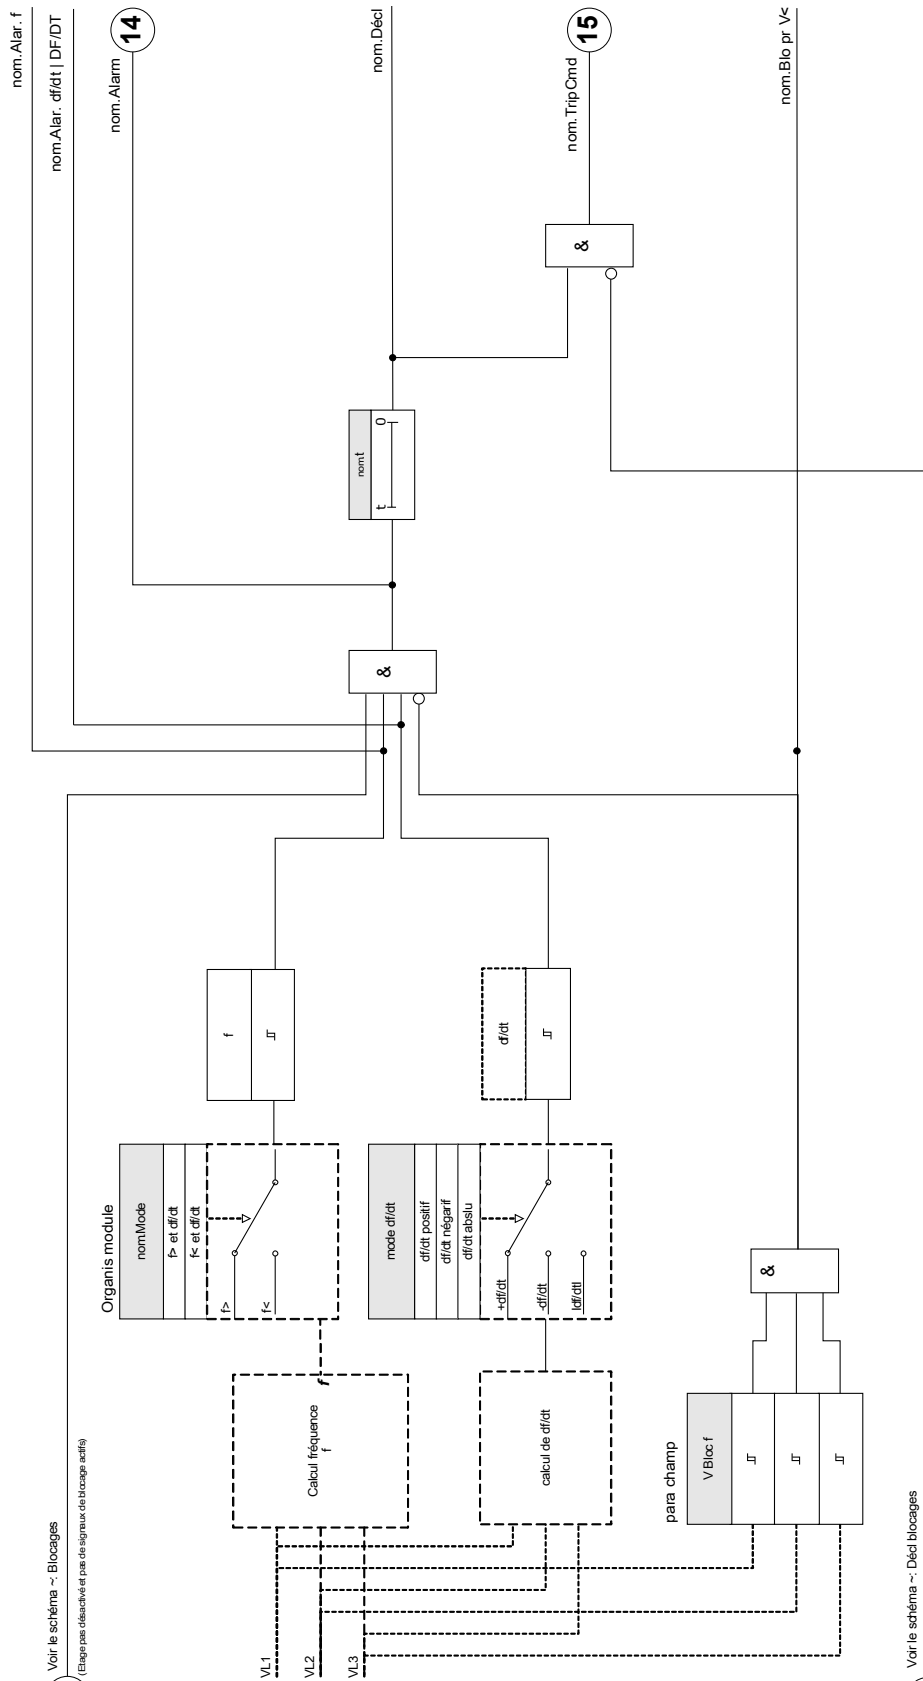 nom.Alar. f
nom.Alar. df/dt | DF/DT
14
nom.Alarm
nom.Décl
15
nom.TripCmd
nom.Blo pr V<
&
nom.t
t 0
&
f
df/dt
Organis module
nom.Mode
f> et df/dt
f< et df/dt
f>
f<
mode df/dt
df/dt positif
df/dt négarif
df/dt abslu
+df/dt
-df/dt
|df/dt|
&
f
Calcul fréquence
f
calcul de df/dt
para champ
V Bloc f
Voir le schéma ~: Blocages
(Etage pas désactivé et pas de signaux de blocage actifs)
VL1
VL2
VL3
Voir le schéma ~: Décl blocages